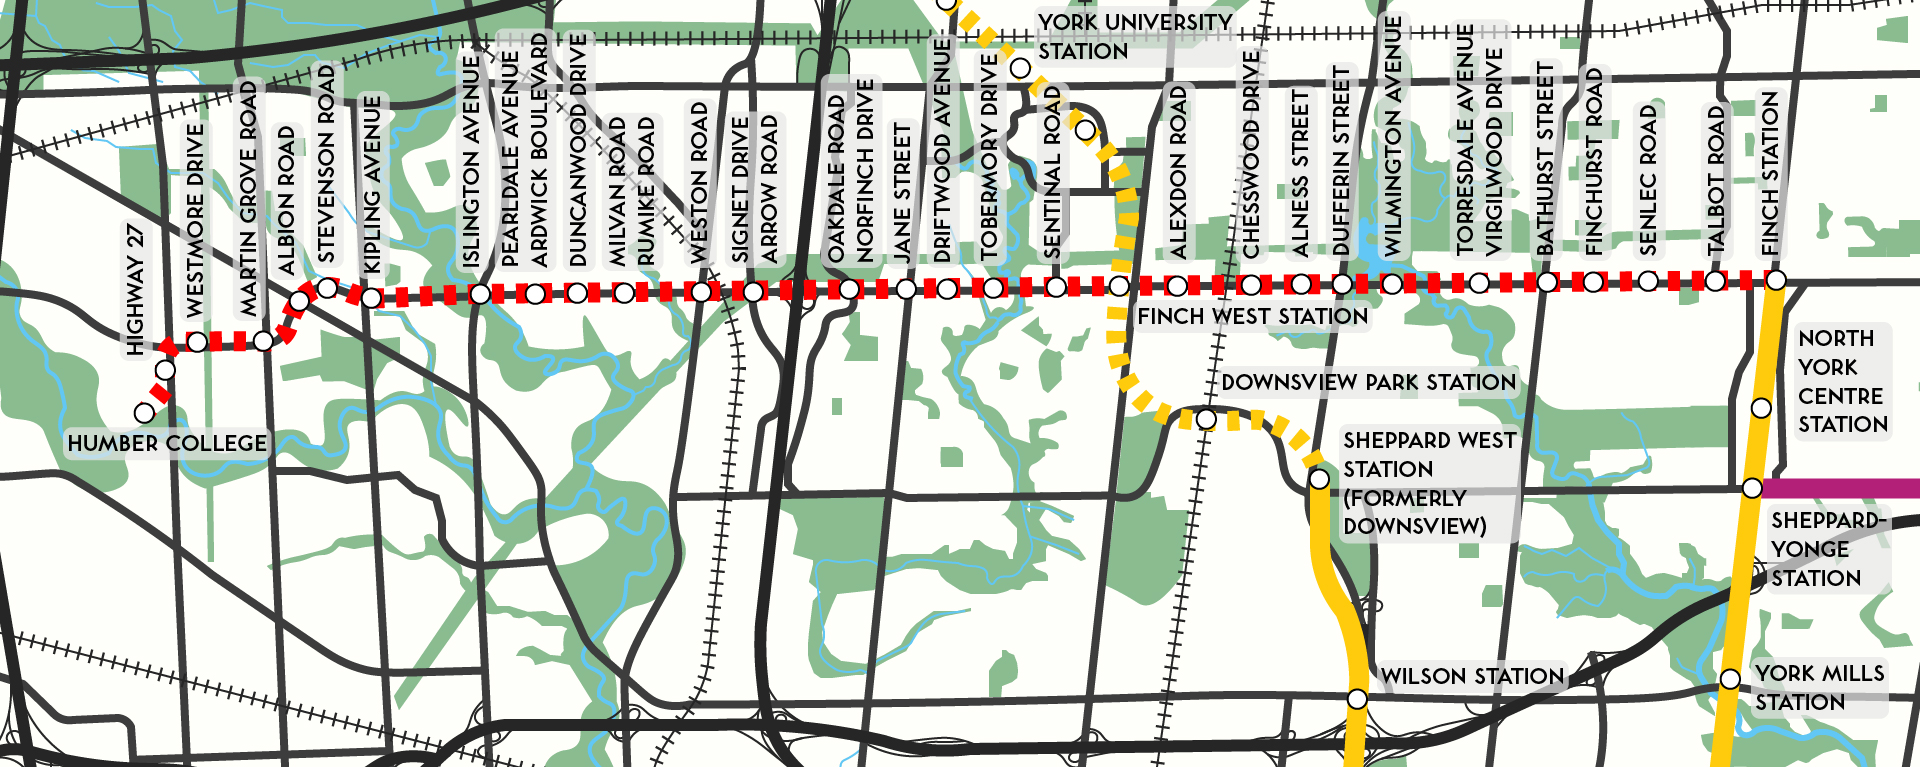 YORK UNIVERSITY
STATION
HIGHWAY 27
WESTMORE DRIVE
MARTIN GROVE ROAD
ALBION ROAD
STEVENSON ROAD
KIPLING AVENUE
ISLINGTON AVENUE
PEARLDALE AVENUE
ARDWICK BOULEVARD
DUNCANWOOD DRIVE
MILVAN ROAD
RUMIKE ROAD
WESTON ROAD
SIGNET DRIVE
ARROW ROAD
OAKDALE ROAD
NORFINCH DRIVE
JANE STREET
DRIFTWOOD AVENUE
TOBERMORY DRIVE
SENTINAL ROAD
ALEXDON ROAD
CHESSWOOD DRIVE
ALNESS STREET
DUFFERIN STREET
WILMINGTON AVENUE
TORRESDALE AVENUE
VIRGILWOOD DRIVE
BATHURST STREET
FINCHURST ROAD
SENLEC ROAD
TALBOT ROAD
FINCH STATION
FINCH WEST STATION
HUMBER COLLEGE
DOWNSVIEW PARK STATION
NORTH
YORK
CENTRE
STATION
SHEPPARD WEST
STATION
(FORMERLY
DOWNSVIEW)
SHEPPARD-
YONGE
STATION
WILSON STATION
YORK MILLS
STATION